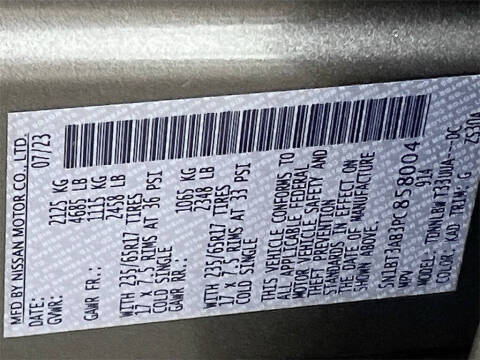 MFD BY NISSAN MOTOR CO., LTD.
DATE: 07/23
GVWR: 2125 KG
4685 LB
GAWR FR.: 1115 KG
2458 LB
WITH 235/65R17 TIRES
17 X 7.5 RIMS AT 36 PSI
COLD SINGLE
GAWR RR.: 1065 KG
2348 LB
WITH 235/65R17 TIRES
17 X 7.5 RIMS AT 33 PSI
COLD SINGLE
THIS VEHICLE CONFORMS TO
ALL APPLICABLE FEDERAL
MOTOR VEHICLE SAFETY AND
THEFT PREVENTION
STANDARDS IN EFFECT ON
THE DATE OF MANUFACTURE
SHOWN ABOVE.
5N1BT3AB3PC858004
MPV 914
MODEL: DC
COLOR: KAD TRIM: G